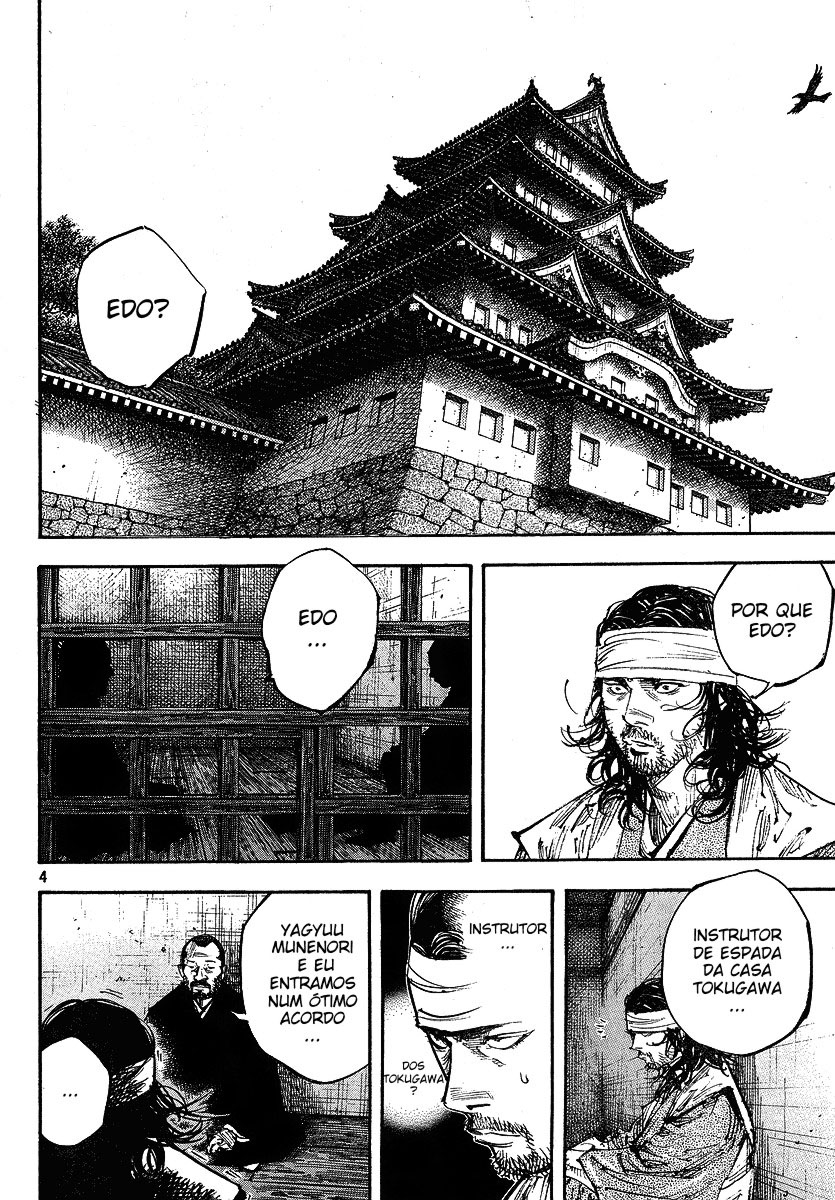 EDO?
POR QUE
EDO?
EDO
...
4
INSTRUTOR
DE ESPADA
DA CASA
TOKUGAWA
...
INSTRUTOR
...
DOS
TOKUGAWA
?
YAGYUU
MUNENORI
E EU
ENTRAMOS
NUM ÓTIMO
ACORDO
...
...